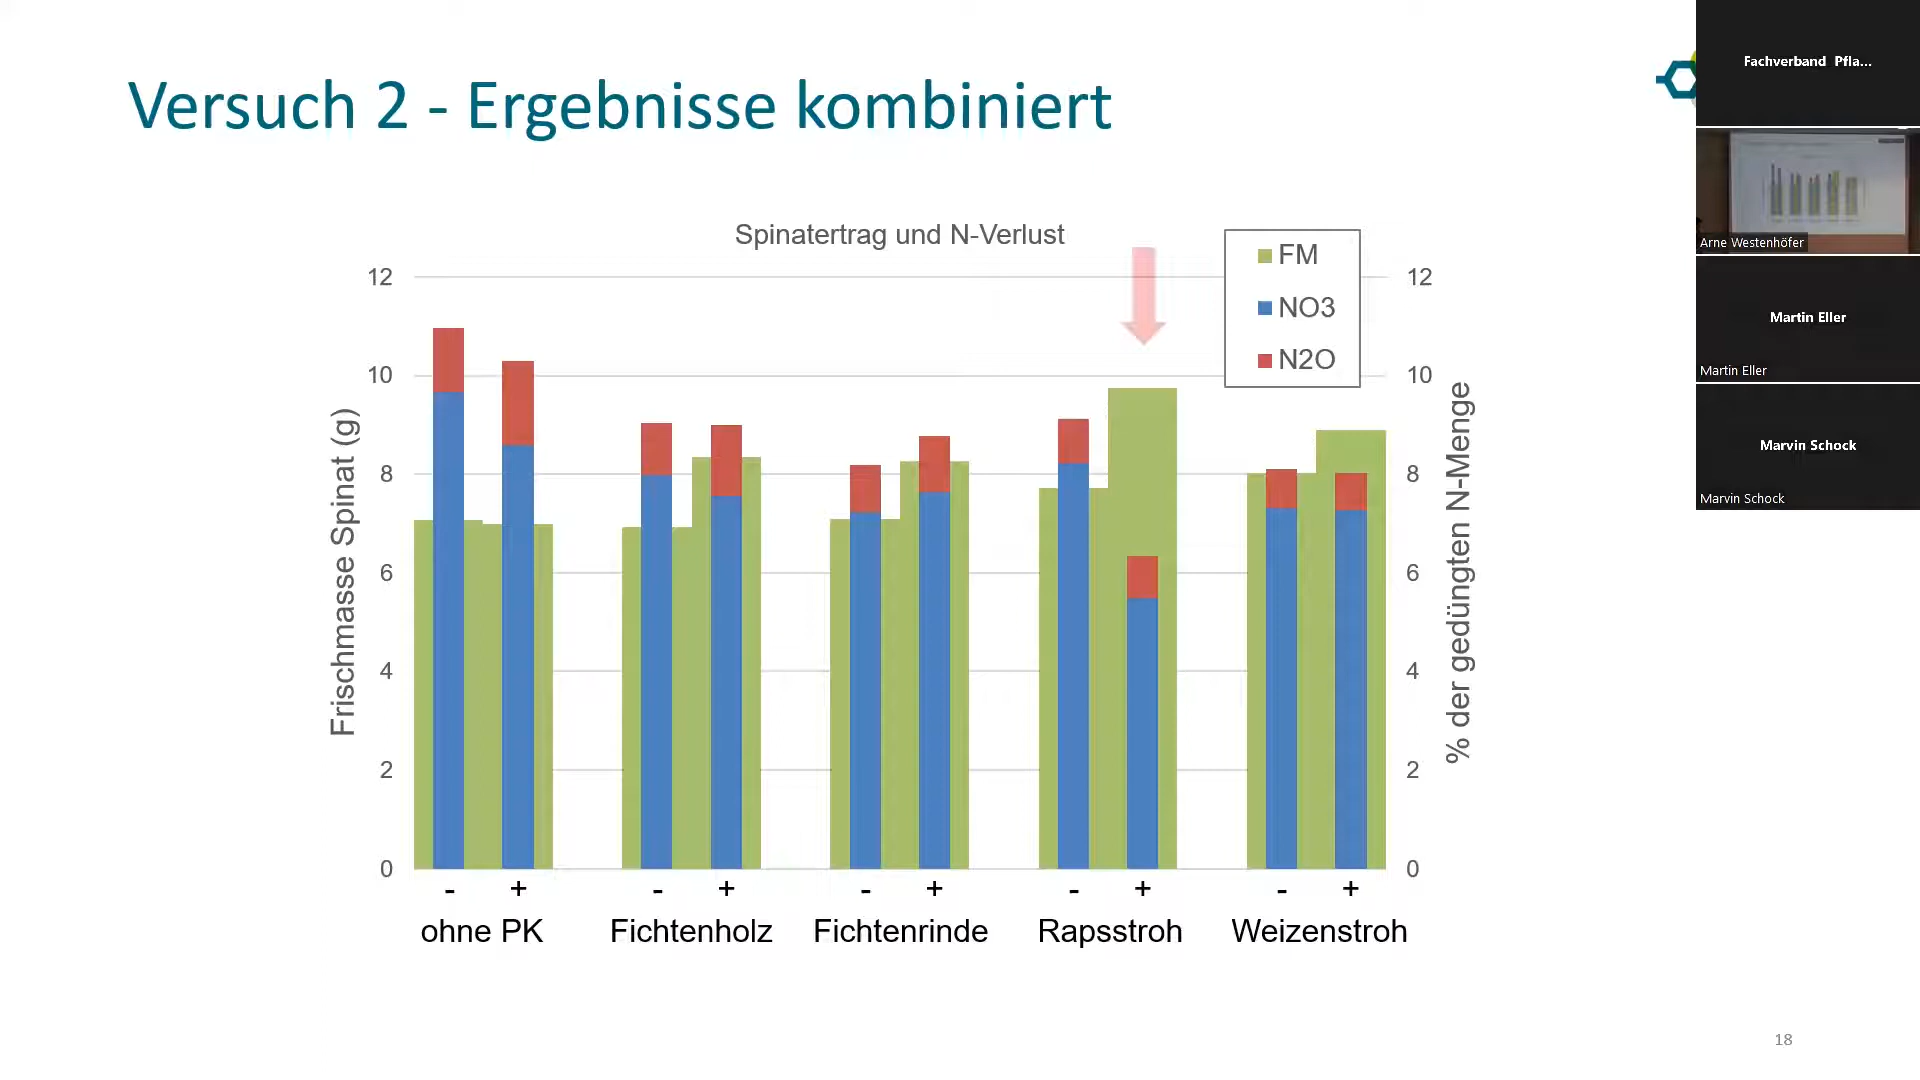 Versuch 2 - Ergebnisse kombiniert
Spinatertrag und N-Verlust
FM
NO3
N2O
Frischmasse Spinat (g)
12
10
8
6
4
2
0
12
10
8
6
4
2
0
% der gedüngten N-Menge
- + - + - + - + - +
ohne PK Fichtenholz Fichtenrinde Rapsstroh Weizenstroh
18
Fachverband Pfla...
Arne Westenhöfer
Martin Eller
Martin Eller
Marvin Schock
Marvin Schock